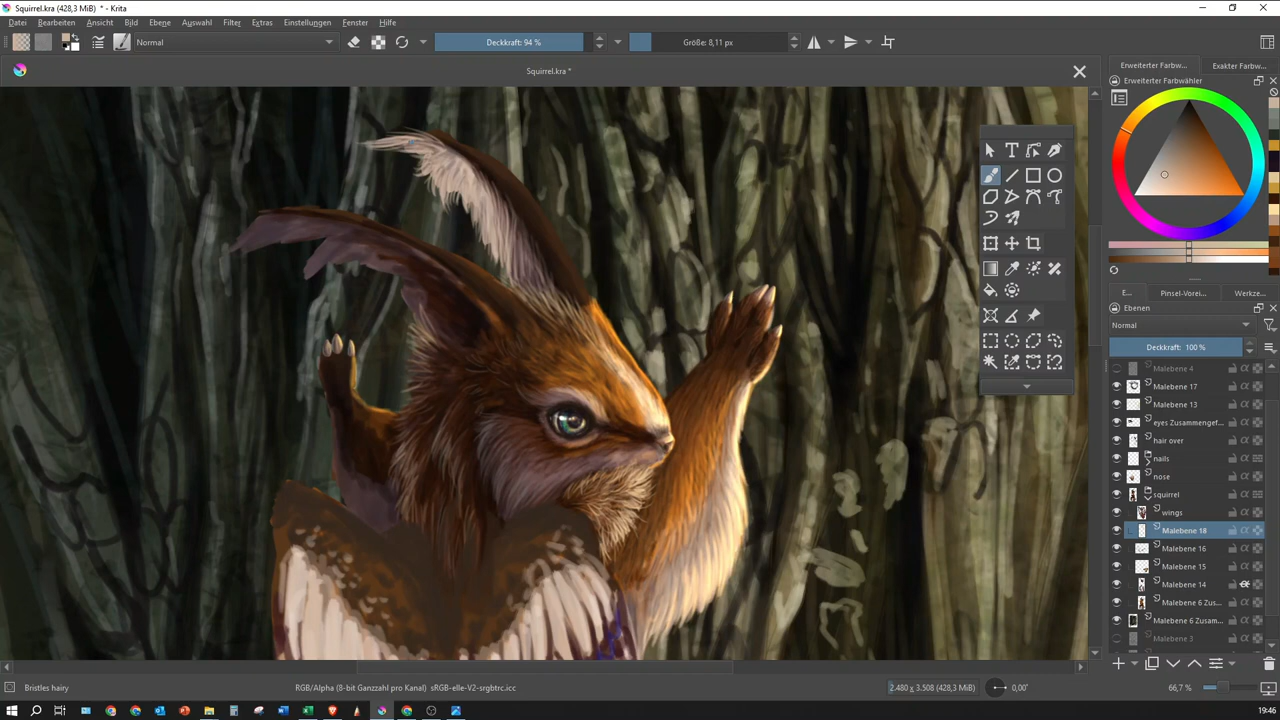 Squirrel.kra (428,3 MiB) * - Krita
Datei Bearbeiten Ansicht Bild Ebene Auswahl Filter Extras Einstellungen Fenster Hilfe
Normal Deckkraft: 94 % Größe: 8,11 px
Squirrel.kra *
Erweiterter Farbw... Exakter Farbw...
Erweiterter Farbwähler
E... Pinsel-Vorei... Werkze...
Ebenen
Normal
Deckkraft: 100 %
Malebene 4
Malebene 17
Malebene 13
eyes Zusammengef...
hair over
nails
nose
squirrel
wings
Malebene 18
Malebene 16
Malebene 15
Malebene 14
Malebene 6 Zus...
Malebene 6 Zusam...
Malebene 3
Bristles hairy RGB/Alpha (8-bit Ganzzahl pro Kanal) sRGB-elle-V2-srgbtrc.icc 2.480 x 3.508 (428,3 MiB) 0,00° 66,7 %
19:46